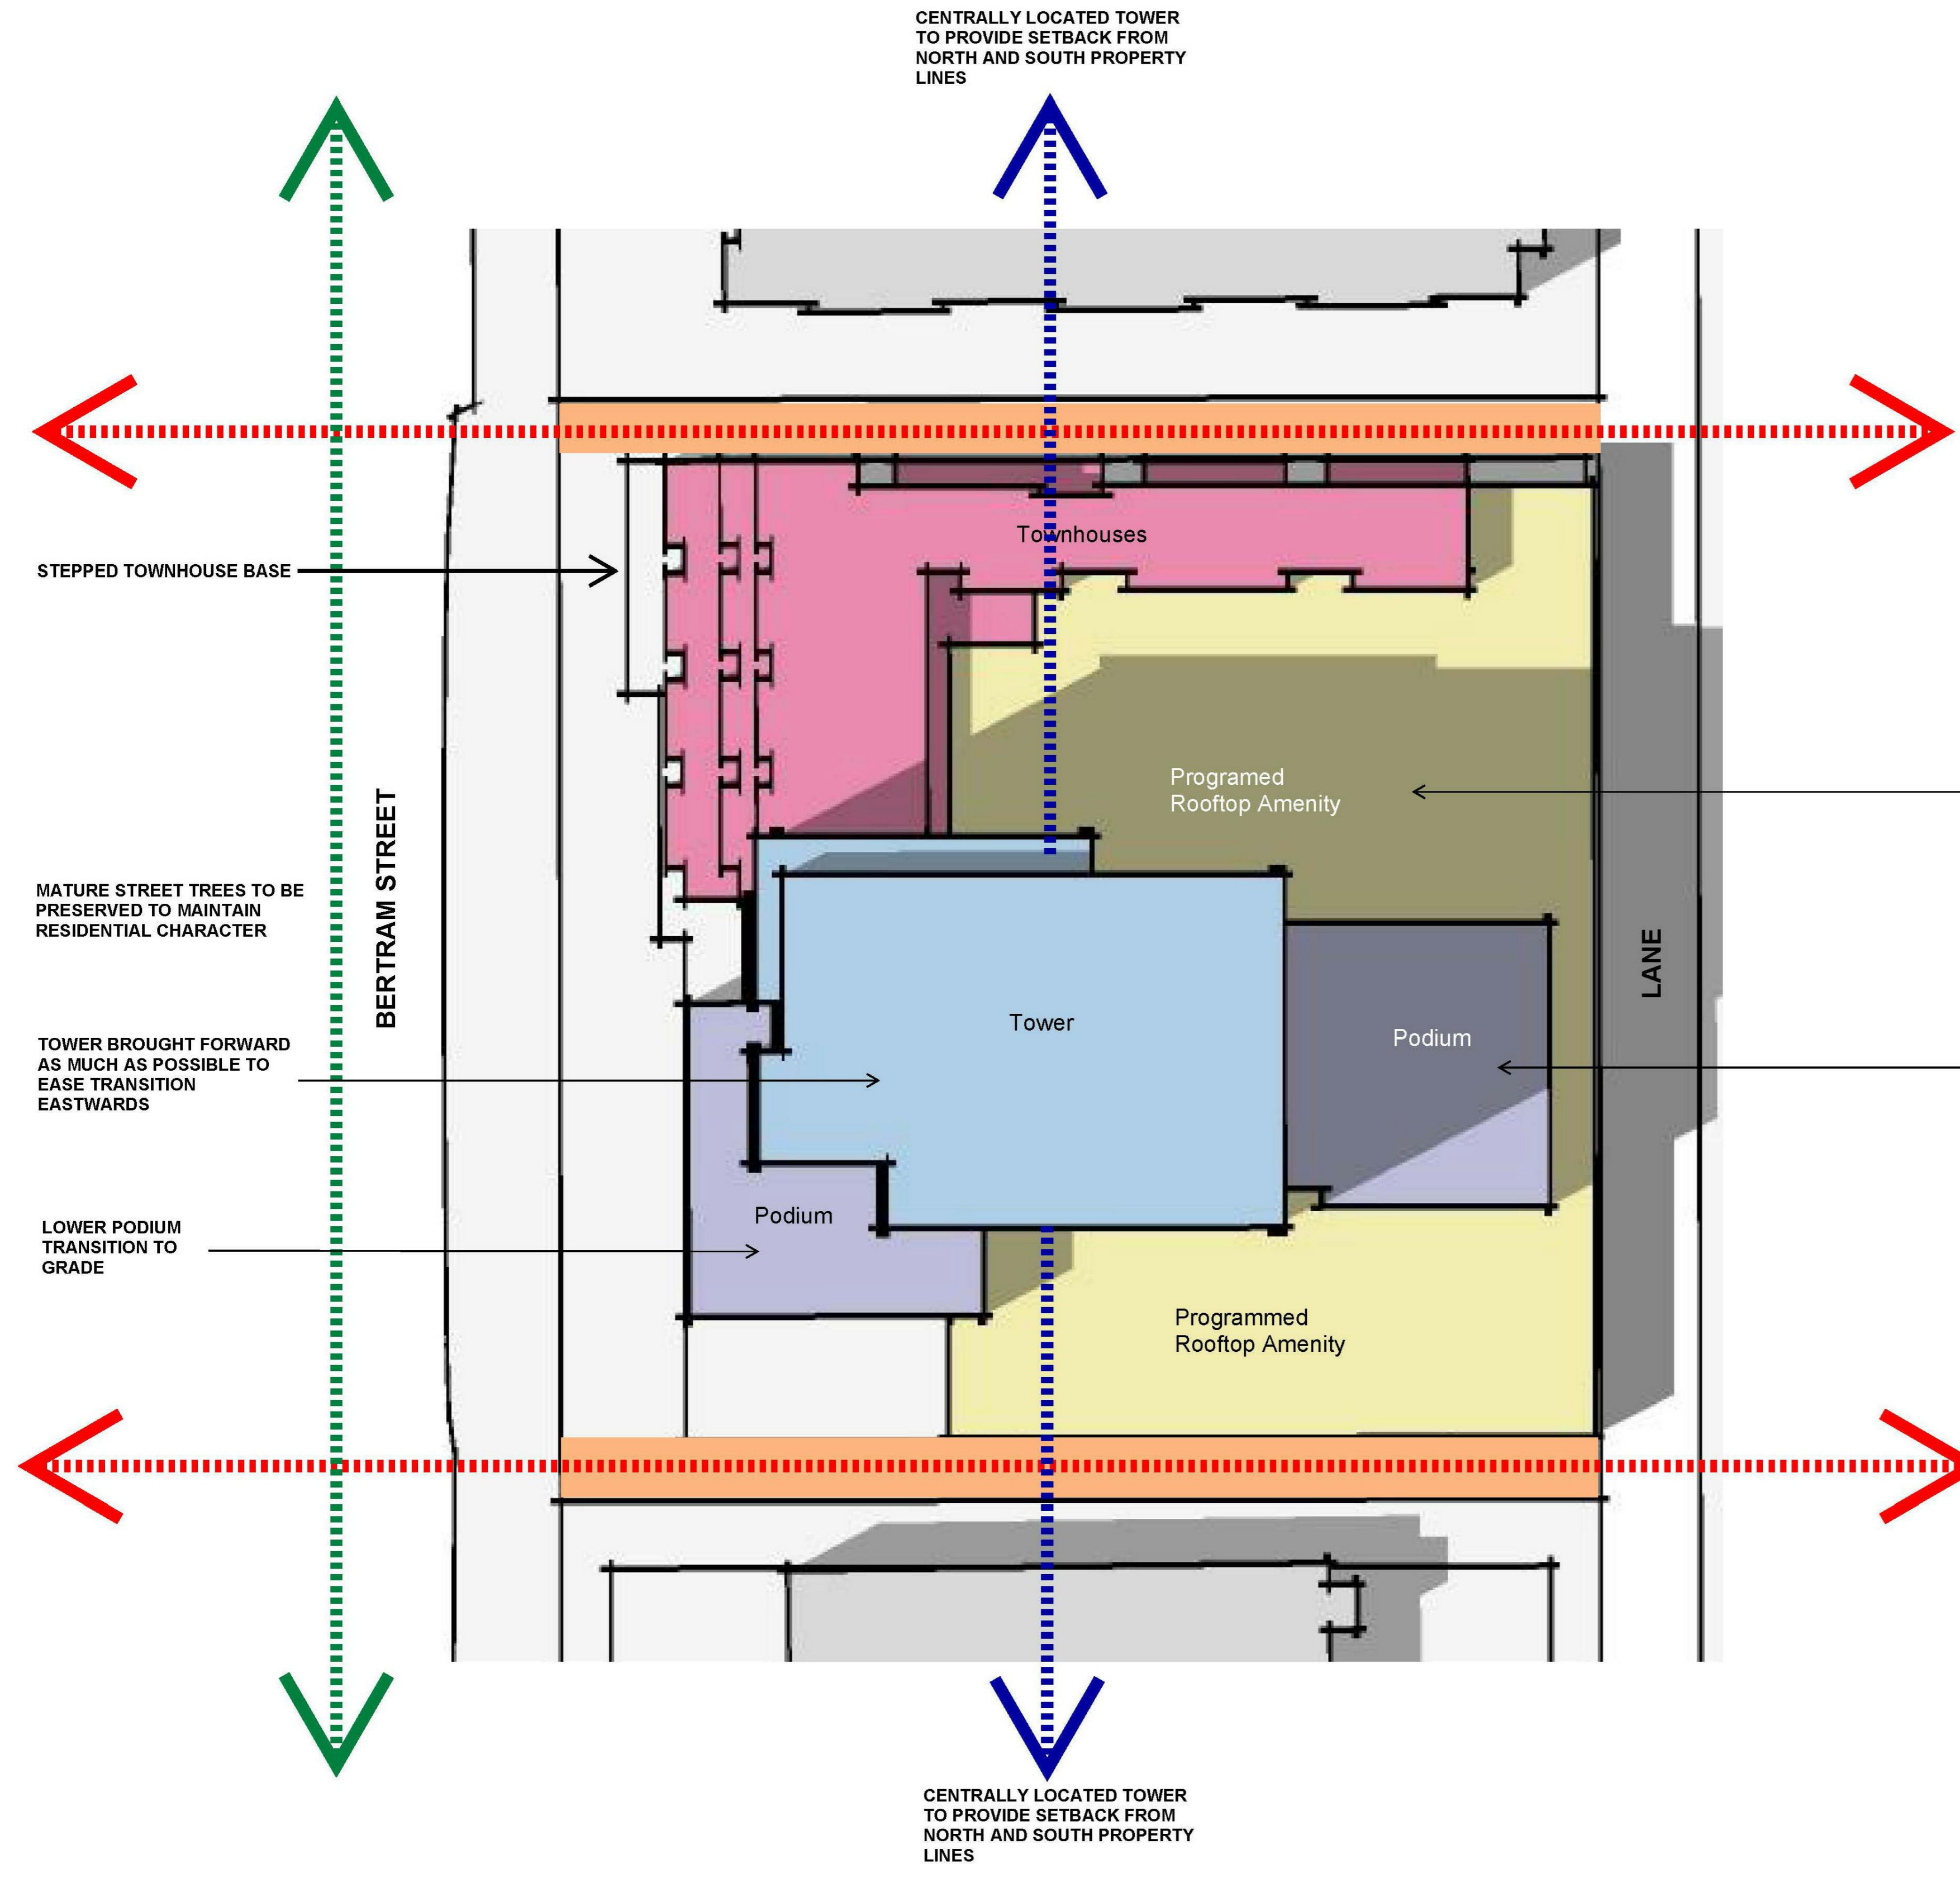 CENTRALLY LOCATED TOWER
TO PROVIDE SETBACK FROM
NORTH AND SOUTH PROPERTY
LINES
Townhouses
STEPPED TOWNHOUSE BASE
Programed
Rooftop Amenity
BERTRAM STREET
MATURE STREET TREES TO BE
PRESERVED TO MAINTAIN
RESIDENTIAL CHARACTER
LANE
Tower
Podium
TOWER BROUGHT FORWARD
AS MUCH AS POSSIBLE TO
EASE TRANSITION
EASTWARDS
Podium
LOWER PODIUM
TRANSITION TO
GRADE
Programmed
Rooftop Amenity
CENTRALLY LOCATED TOWER
TO PROVIDE SETBACK FROM
NORTH AND SOUTH PROPERTY
LINES